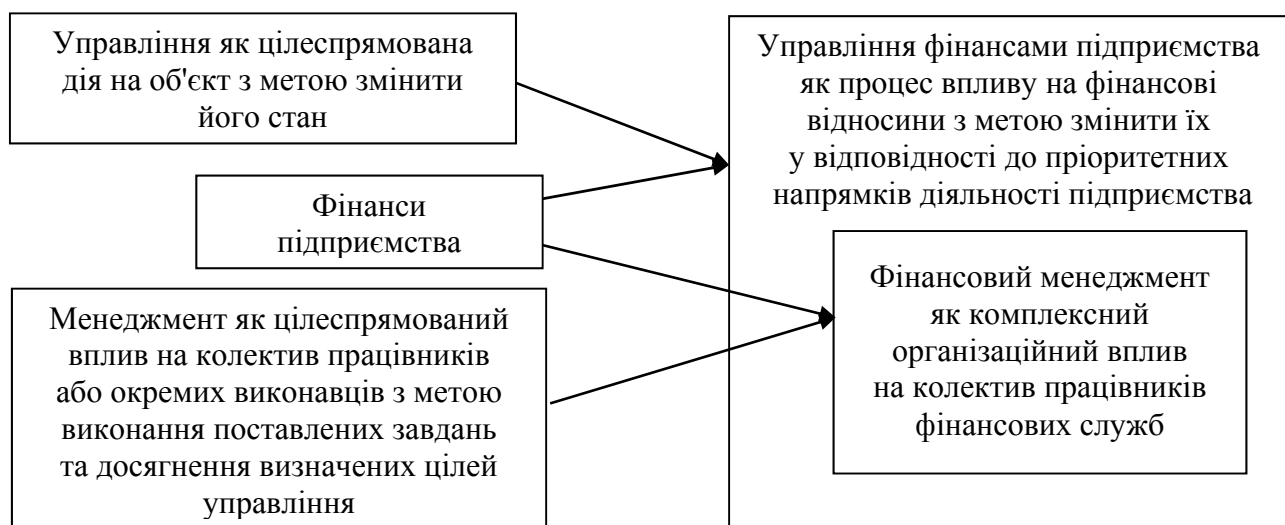 Управління як цілеспрямована
дія на об'єкт з метою змінити
його стан
Фінанси
підприємства
Менеджмент як цілеспрямований
вплив на колектив працівників
або окремих виконавців з метою
виконання поставлених завдань
та досягнення визначених цілей
управління
Управління фінансами підприємства
як процес впливу на фінансові
відносини з метою змінити їх
у відповідності до пріоритетних
напрямків діяльності підприємства
Фінансовий менеджмент
як комплексний
організаційний вплив
на колектив працівників
фінансових служб